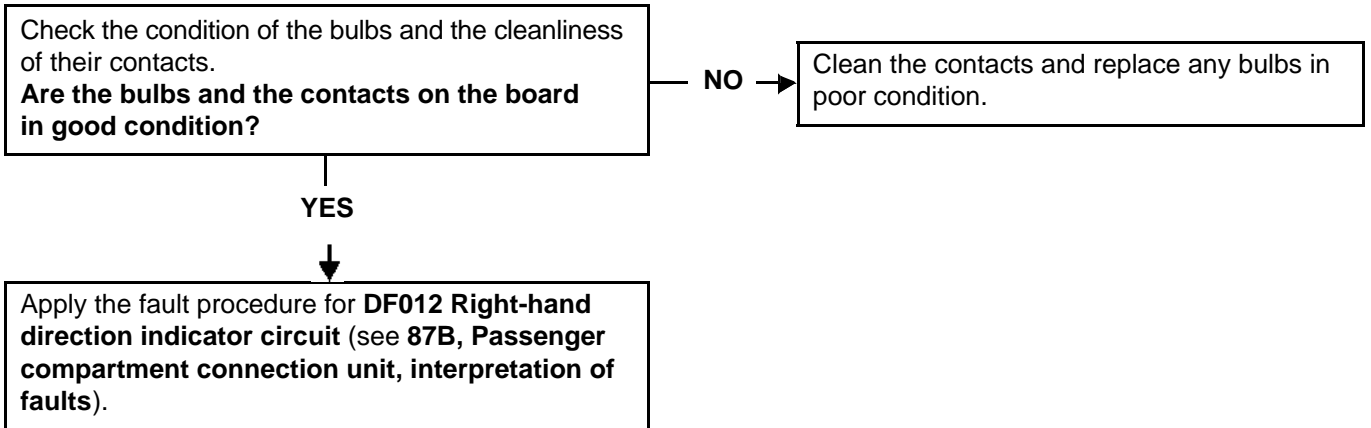 Check the condition of the bulbs and the cleanliness
of their contacts.
Are the bulbs and the contacts on the board
in good condition?
NO
Clean the contacts and replace any bulbs in
poor condition.
YES
Apply the fault procedure for DF012 Right-hand
direction indicator circuit (see 87B, Passenger
compartment connection unit, interpretation of
faults).